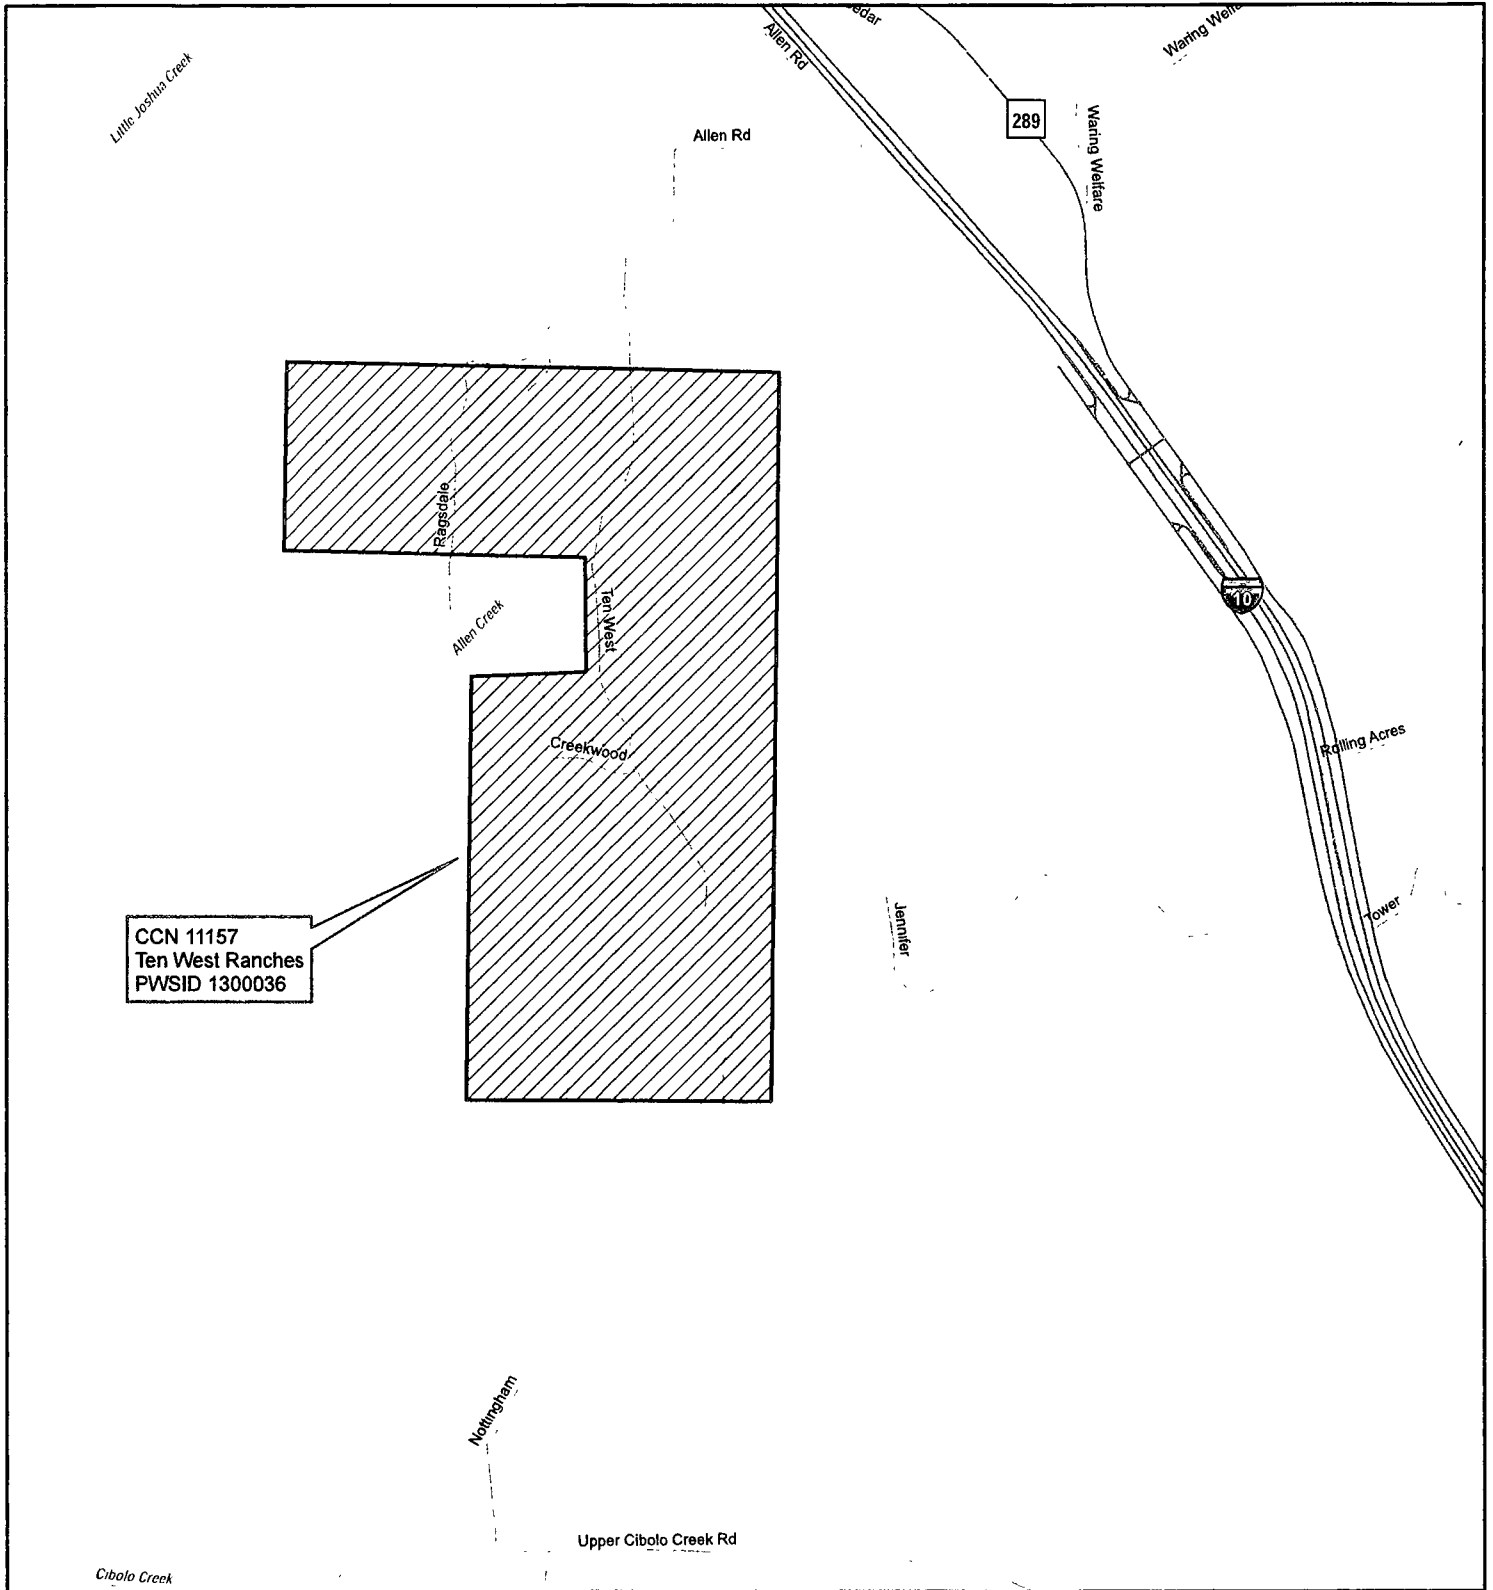 Little Joshua Creek
Allen Rd
Waring
289
Allen Rd
Waring Welfare
Ragsdale
Ten West
Allen Creek
10
Creekwood
Rolling Acres
CCN 11157
Ten West Ranches
PWSID 1300036
Jennifer
Tower
Nottingham
Upper Cibolo Creek Rd
Cibolo Creek